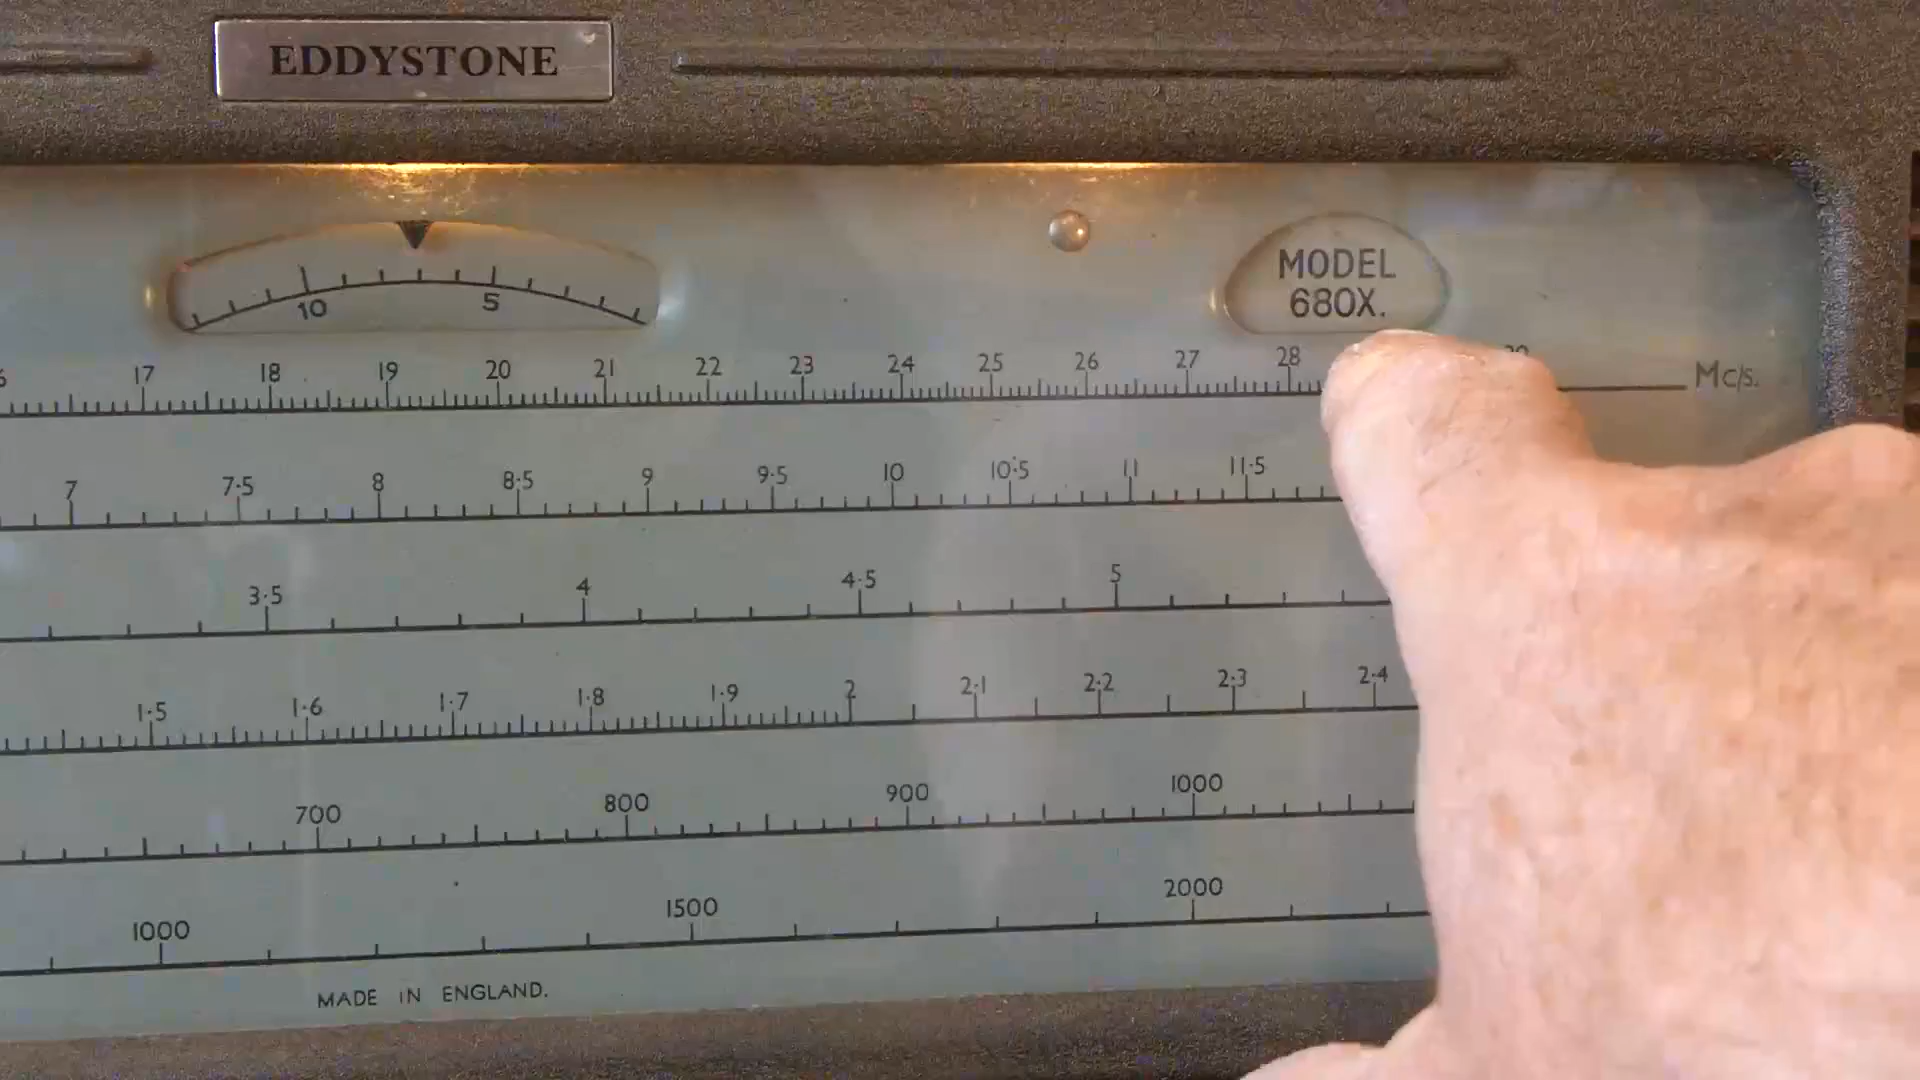 EDDYSTONE
MODEL
680X.
10 5
17 18 19 20 21 22 23 24 25 26 27 28 Mc/s.
7 7·5 8 8·5 9 9·5 10 10·5 11 11·5
3·5 4 4·5 5
1·5 1·6 1·7 1·8 1·9 2 2·1 2·2 2·3 2·4
700 800 900 1000
1000 1500 2000
MADE IN ENGLAND.